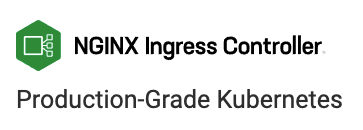 NGINX Ingress Controller
Production-Grade Kubernetes